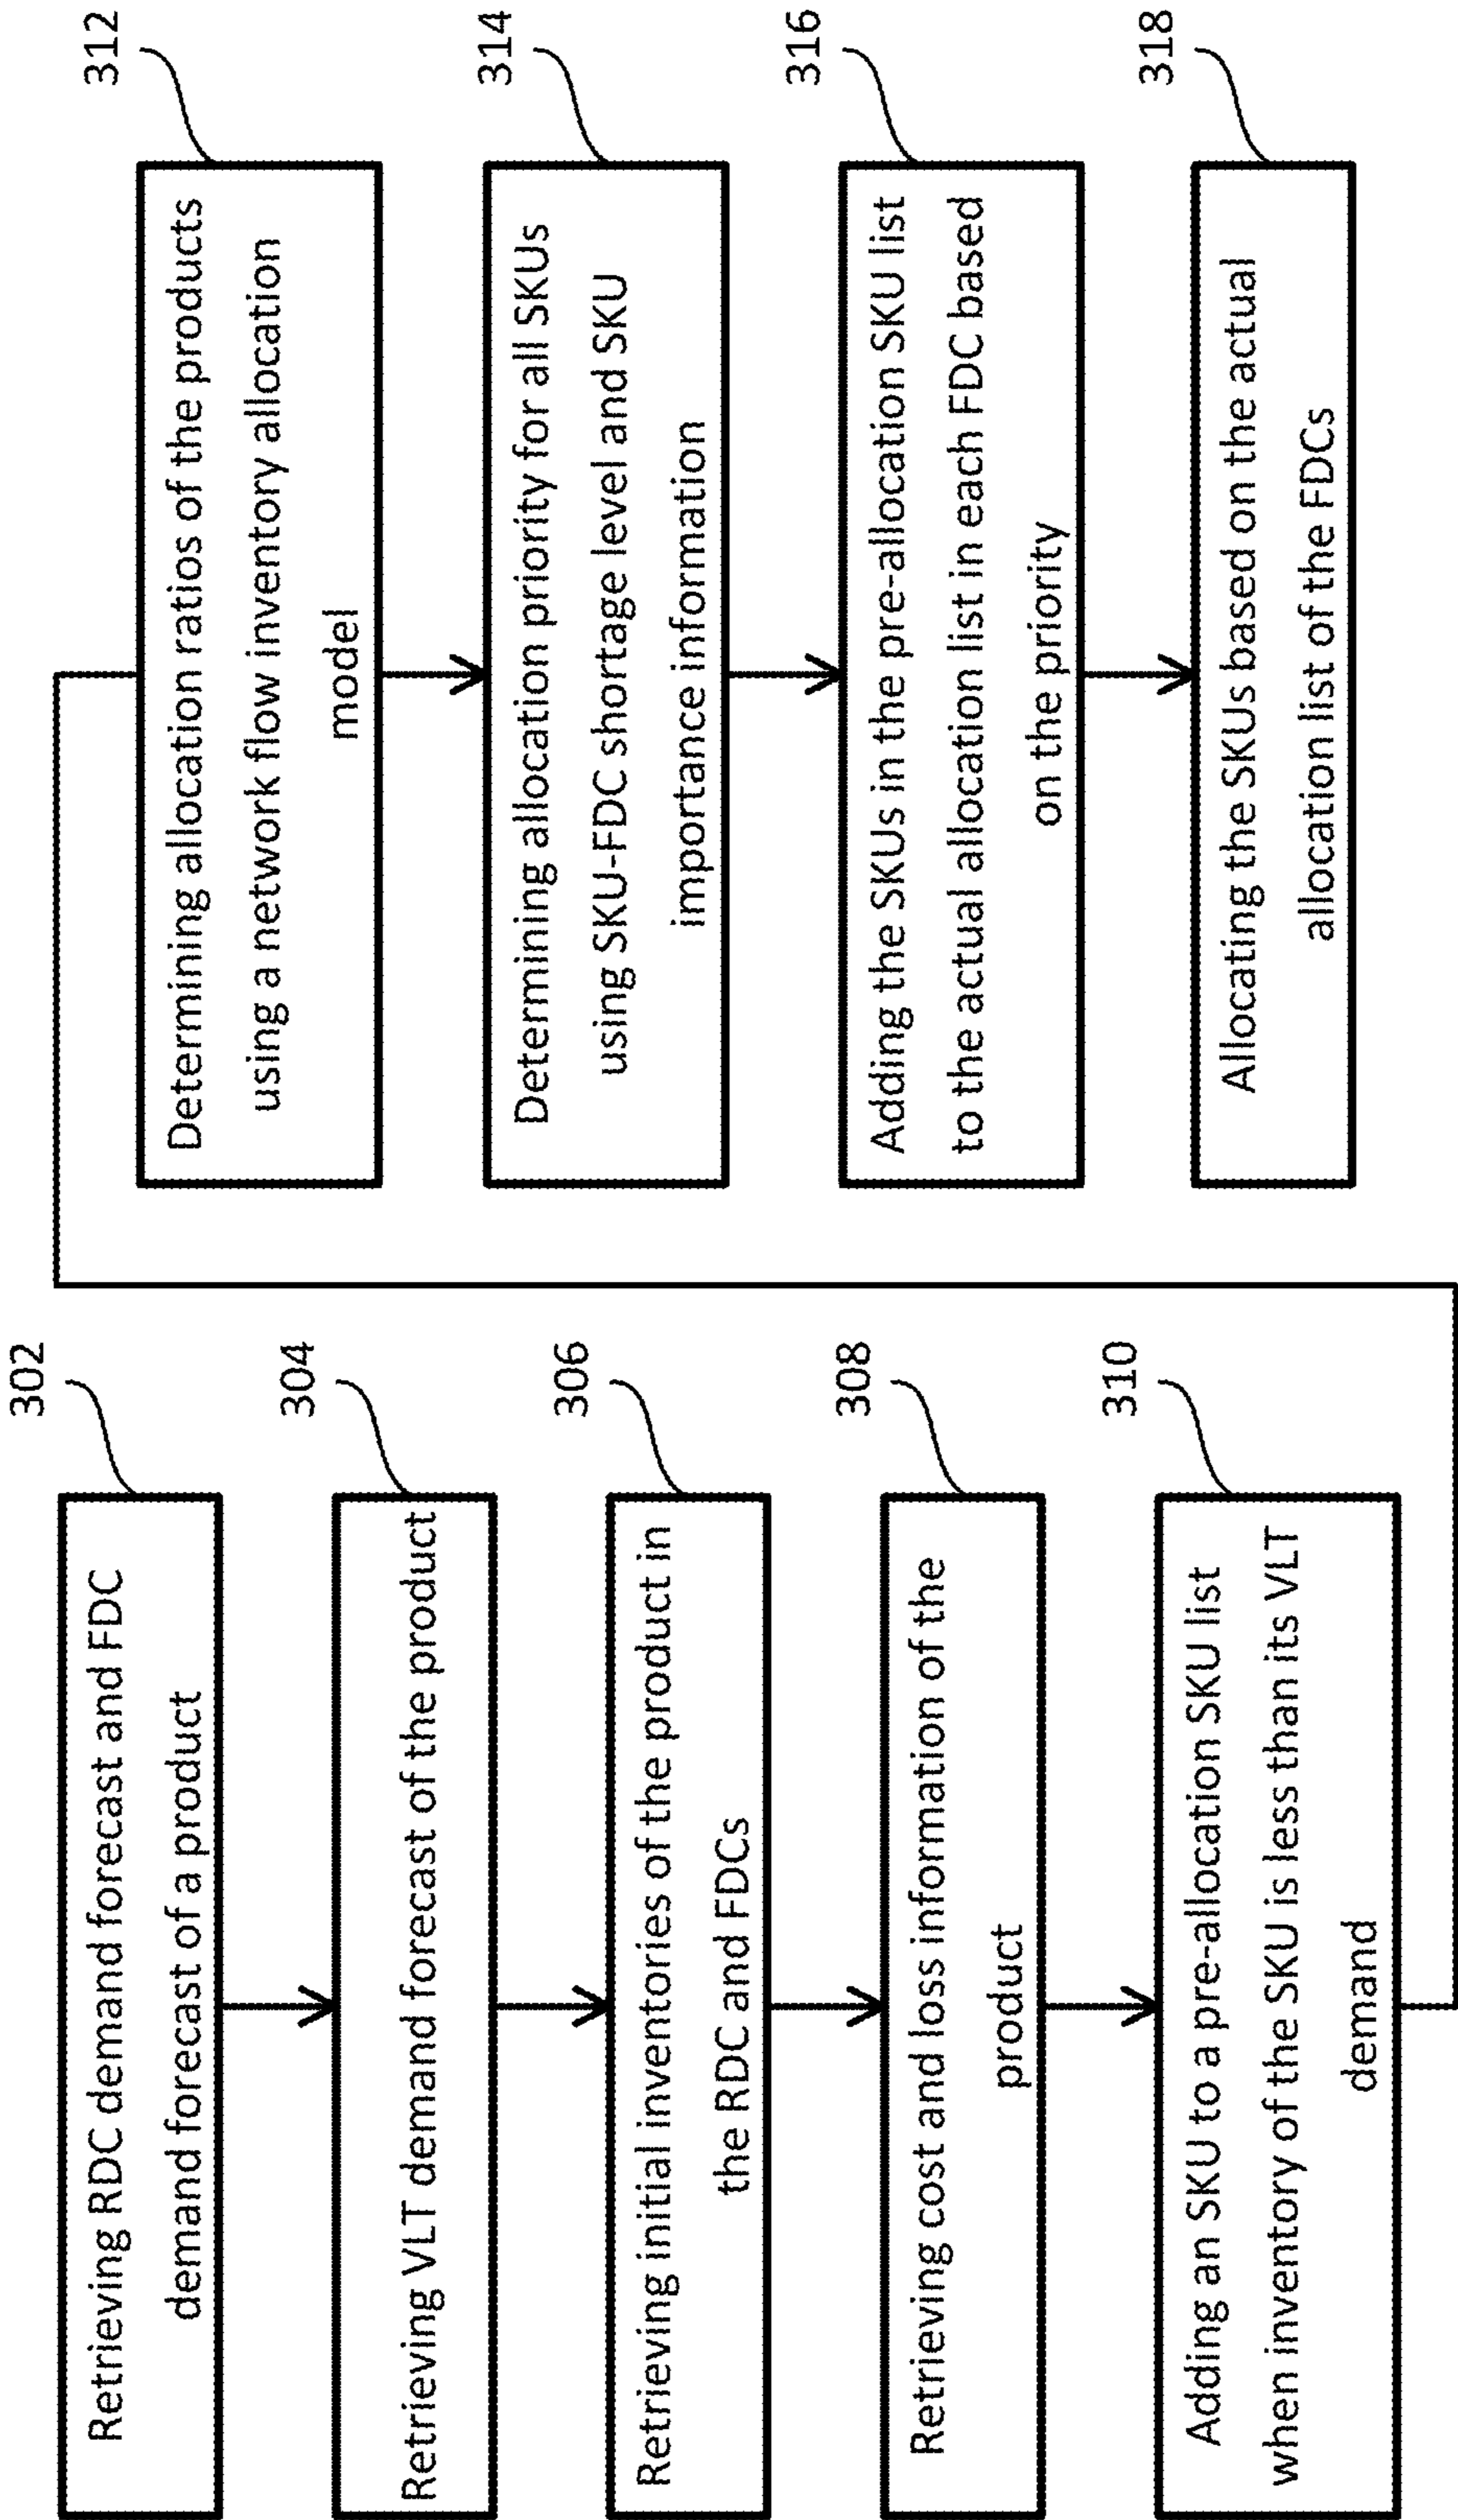 302
Retrieving RDC demand forecast and FDC
demand forecast of a product
304
Retrieving VLT demand forecast of the product
306
Retrieving initial inventories of the product in
the RDC and FDCs
308
Retrieving cost and loss information of the
product
310
Adding an SKU to a pre-allocation SKU list
when inventory of the SKU is less than its VLT
demand
312
Determining allocation ratios of the products
using a network flow inventory allocation
model
314
Determining allocation priority for all SKUs
using SKU-FDC shortage level and SKU
importance information
316
Adding the SKUs in the pre-allocation SKU list
to the actual allocation list in each FDC based
on the priority
318
Allocating the SKUs based on the actual
allocation list of the FDCs